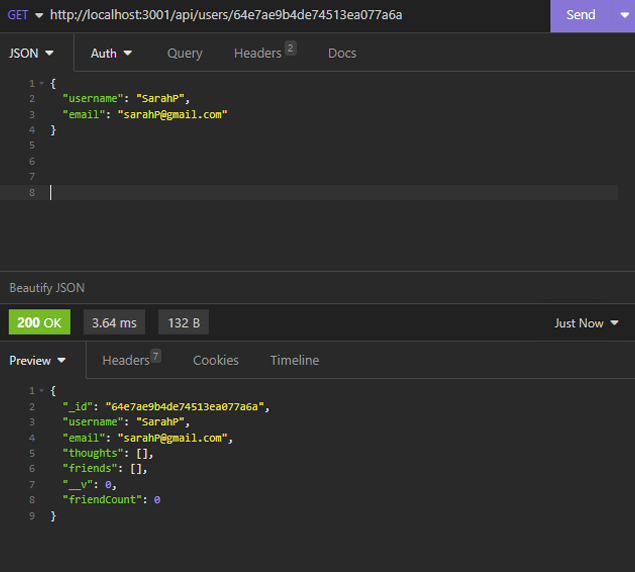 GET http://localhost:3001/api/users/64e7ae9b4de74513ea077a6a Send
JSON Auth Query Headers 2 Docs
1 {
2 "username": "SarahP",
3 "email": "sarahP@gmail.com"
4 }
5
6
7
8
Beautify JSON
200 OK 3.64 ms 132 B Just Now
Preview Headers 7 Cookies Timeline
1 {
2 "_id": "64e7ae9b4de74513ea077a6a",
3 "username": "SarahP",
4 "email": "sarahP@gmail.com",
5 "thoughts": [],
6 "friends": [],
7 "__v": 0,
8 "friendCount": 0
9 }